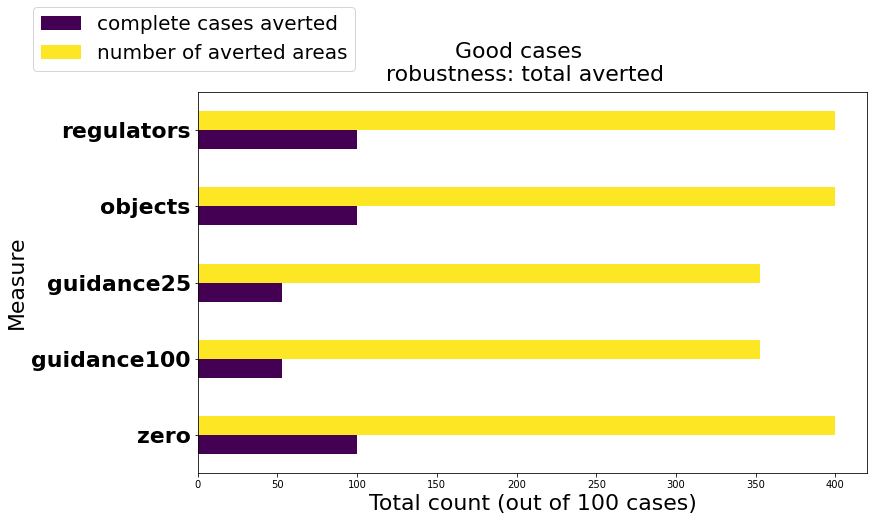 complete cases averted
number of averted areas
Good cases
robustness: total averted
Measure
regulators
objects
guidance25
guidance100
zero
0 50 100 150 200 250 300 350 400
Total count (out of 100 cases)